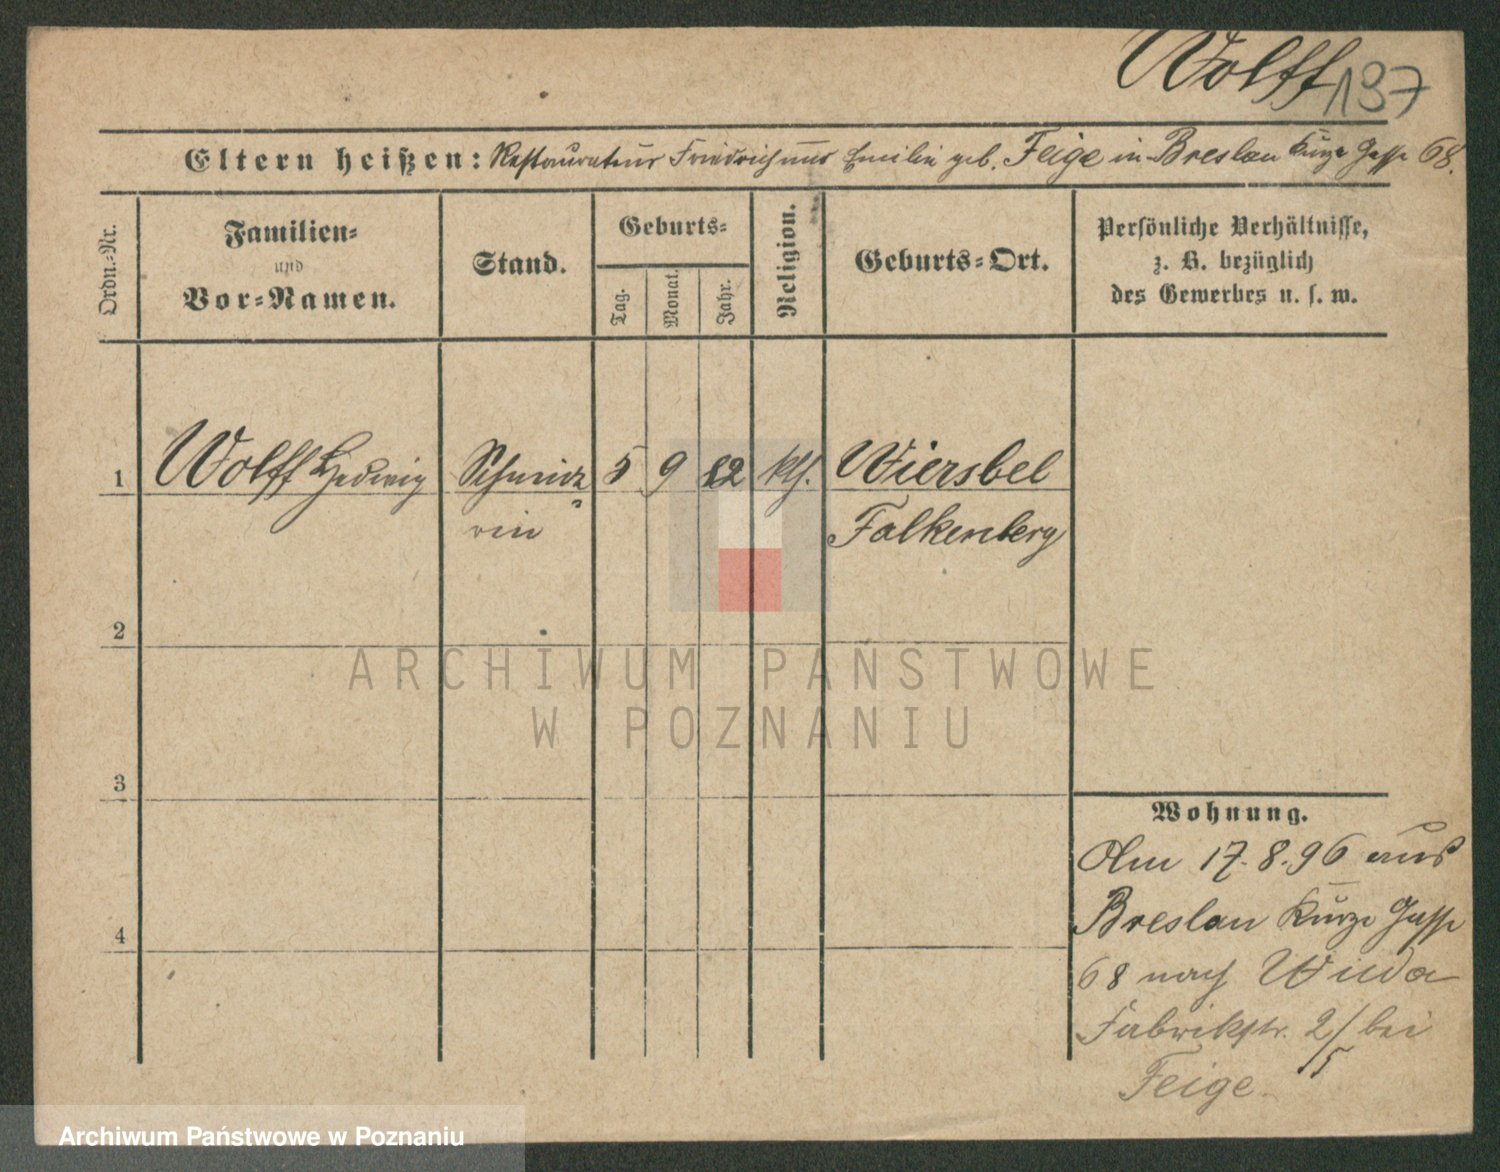 Wolff 137
Eltern heißen: Restaurateur Friedrich und Emilie geb. Feige in Breslau Kurze Gasse 68.
Ordn.-Nr.
Familien-
und
Vor-Namen.
Stand.
Geburts-
Tag.
Monat.
Jahr.
Religion.
Geburts-Ort.
Persönliche Verhältnisse,
z. B. bezüglich
des Gewerbes u. s. w.
1 Wolff Hedwig Schneide- 5 9 82 kth. Wiersbel
rin Falkenberg
2
3
4
Wohnung.
Am 17.8.96 aus
Breslau Kurze Gasse
68 nach Wilda
Fabrikstr. 2/5 bei
Feige.
ARCHIWUM PAŃSTWOWE
W POZNANIU
Archiwum Państwowe w Poznaniu